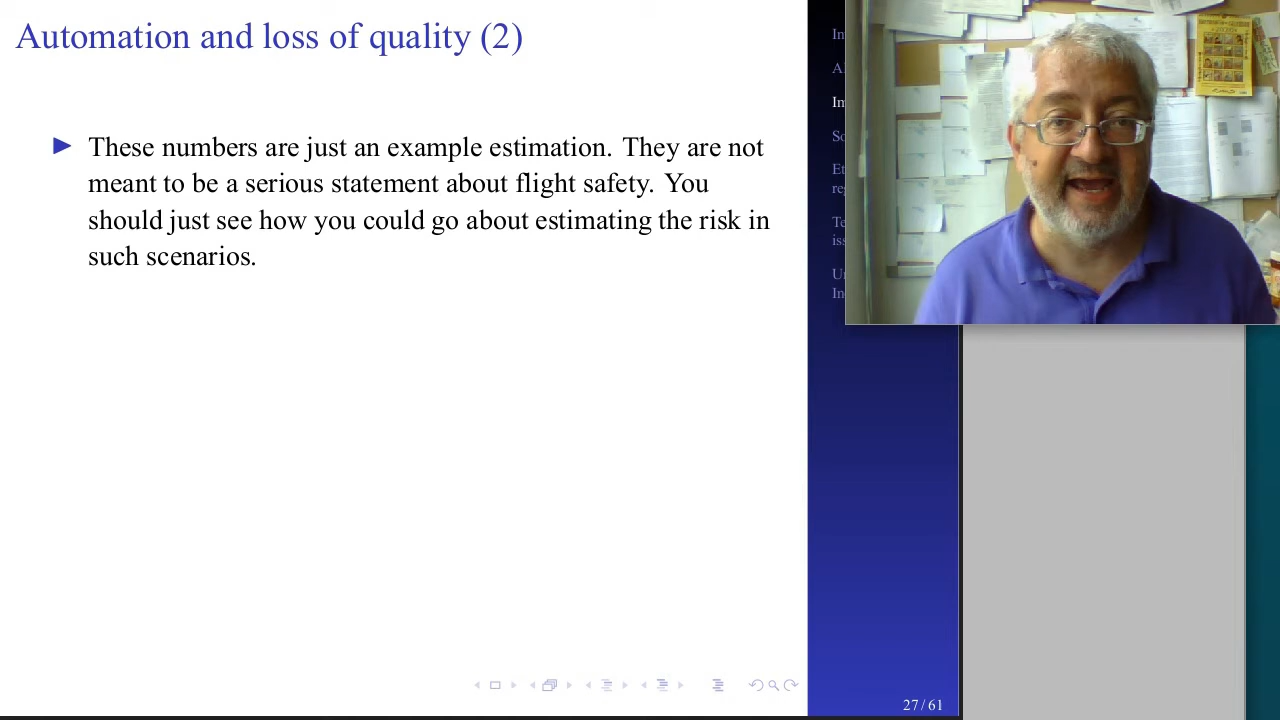 Automation and loss of quality (2)
These numbers are just an example estimation. They are not
meant to be a serious statement about flight safety. You
should just see how you could go about estimating the risk in
such scenarios.
27 / 61